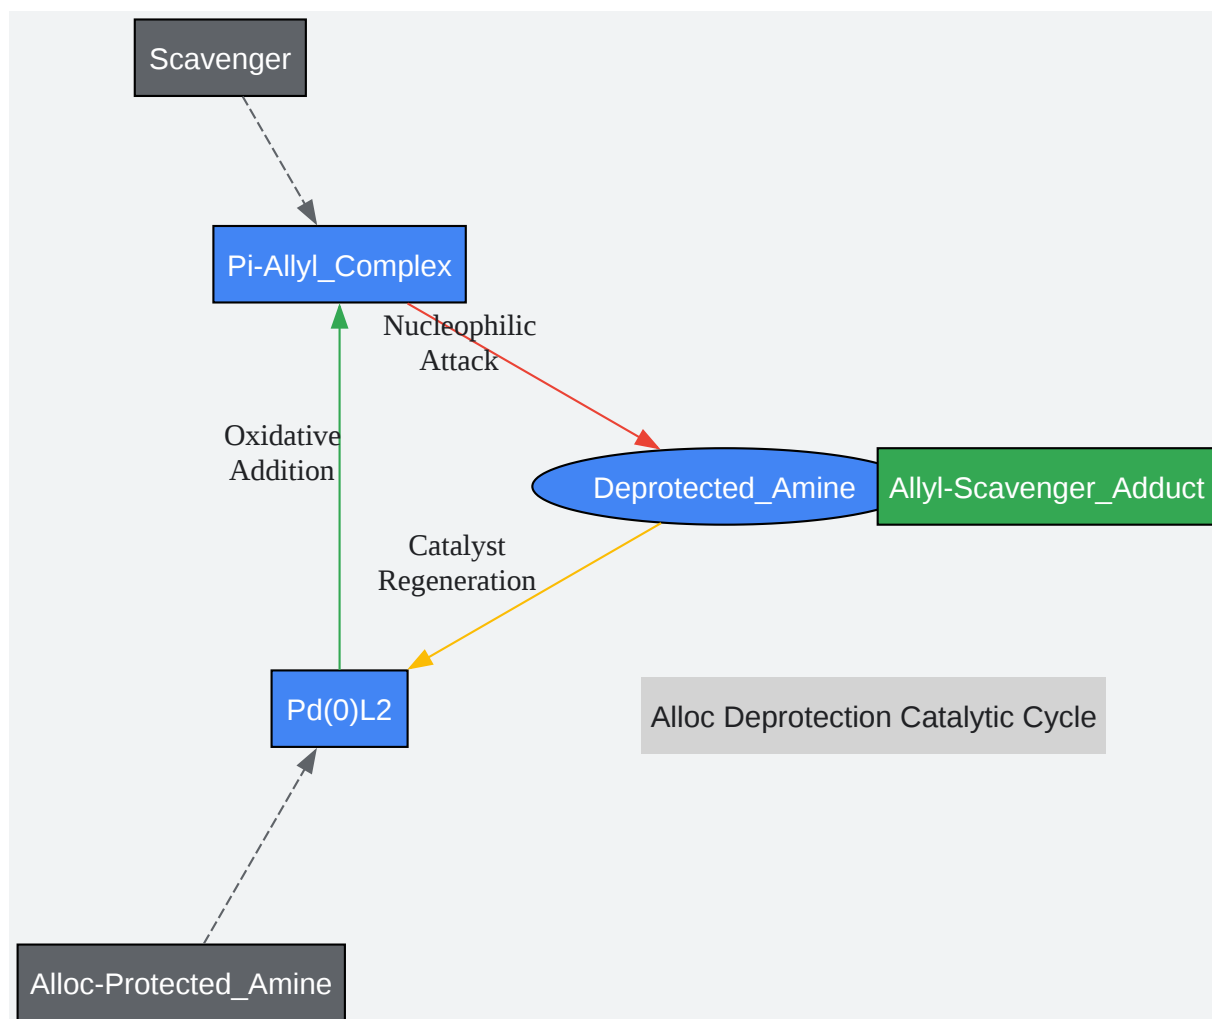 Scavenger
Pi-Allyl_Complex
Nucleophilic
Attack
Oxidative
Addition
Deprotected_Amine
Allyl-Scavenger_Adduct
Catalyst
Regeneration
Pd(0)L2
Alloc Deprotection Catalytic Cycle
Alloc-Protected_Amine